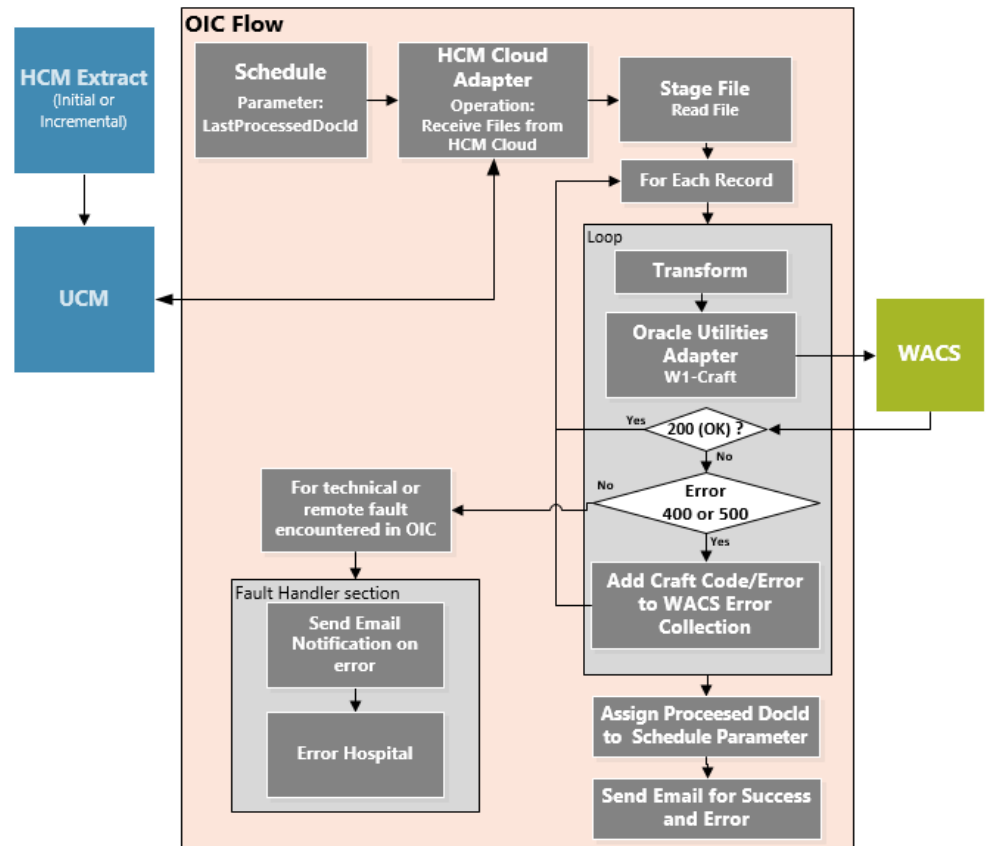 OIC Flow
HCM Extract
(Initial or
Incremental)
UCM
Schedule
Parameter:
LastProcessedDocId
HCM Cloud
Adapter
Operation:
Receive Files from
HCM Cloud
Stage File
Read File
For Each Record
Loop
Transform
Oracle Utilities
Adapter
W1-Craft
WACS
Yes
200 (OK) ?
No
No
Error
400 or 500
Yes
Add Craft Code/Error
to WACS Error
Collection
For technical or
remote fault
encountered in OIC
Fault Handler section
Send Email
Notification on
error
Error Hospital
Assign Proceesed DocId
to Schedule Parameter
Send Email for Success
and Error